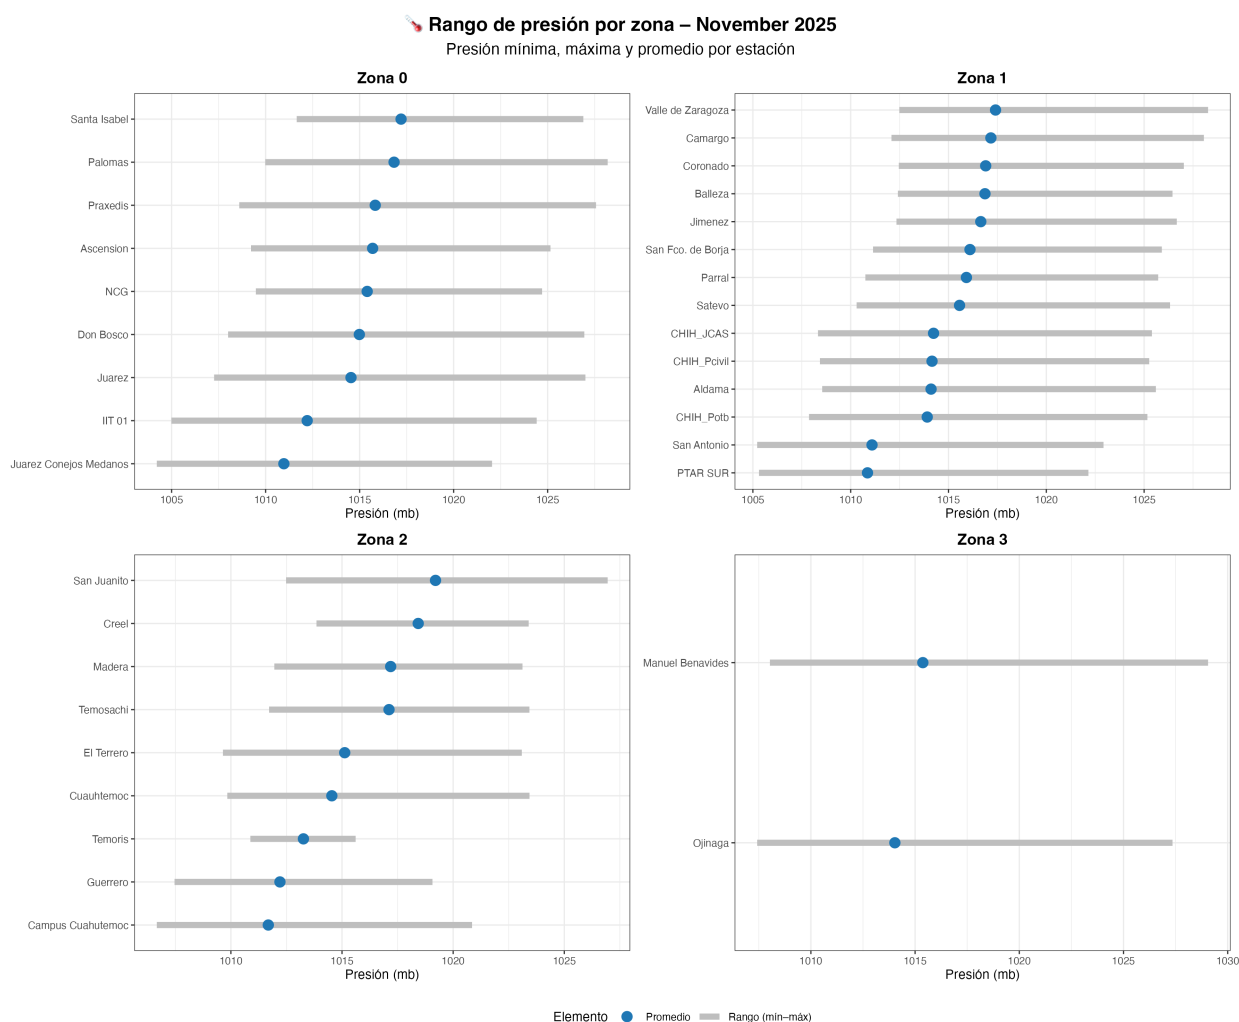 🌡️ Rango de presión por zona – November 2025
Presión mínima, máxima y promedio por estación
Zona 0
Santa Isabel
Palomas
Praxedis
Ascension
NCG
Don Bosco
Juarez
IIT 01
Juarez Conejos Medanos
1005 1010 1015 1020 1025
Presión (mb)
Zona 1
Valle de Zaragoza
Camargo
Coronado
Balleza
Jimenez
San Fco. de Borja
Parral
Satevo
CHIH_JCAS
CHIH_Pcivil
Aldama
CHIH_Potb
San Antonio
PTAR SUR
1005 1010 1015 1020 1025
Presión (mb)
Zona 2
San Juanito
Creel
Madera
Temosachi
El Terrero
Cuauhtemoc
Temoris
Guerrero
Campus Cuahutemoc
1010 1015 1020 1025
Presión (mb)
Zona 3
Manuel Benavides
Ojinaga
1010 1015 1020 1025 1030
Presión (mb)
Elemento Promedio Rango (mín–máx)